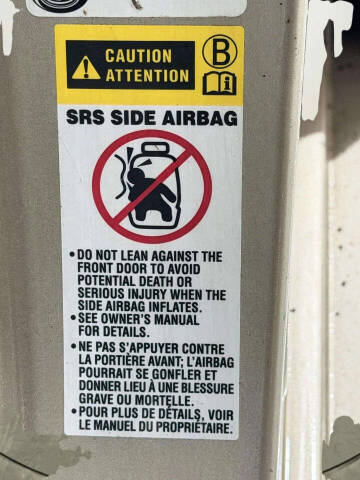 CAUTION
ATTENTION
B
SRS SIDE AIRBAG
•DO NOT LEAN AGAINST THE
FRONT DOOR TO AVOID
POTENTIAL DEATH OR
SERIOUS INJURY WHEN THE
SIDE AIRBAG INFLATES.
•SEE OWNER'S MANUAL
FOR DETAILS.
•NE PAS S'APPUYER CONTRE
LA PORTIÈRE AVANT; L'AIRBAG
POURRAIT SE GONFLER ET
DONNER LIEU À UNE BLESSURE
GRAVE OU MORTELLE.
•POUR PLUS DE DÉTAILS, VOIR
LE MANUEL DU PROPRIÉTAIRE.